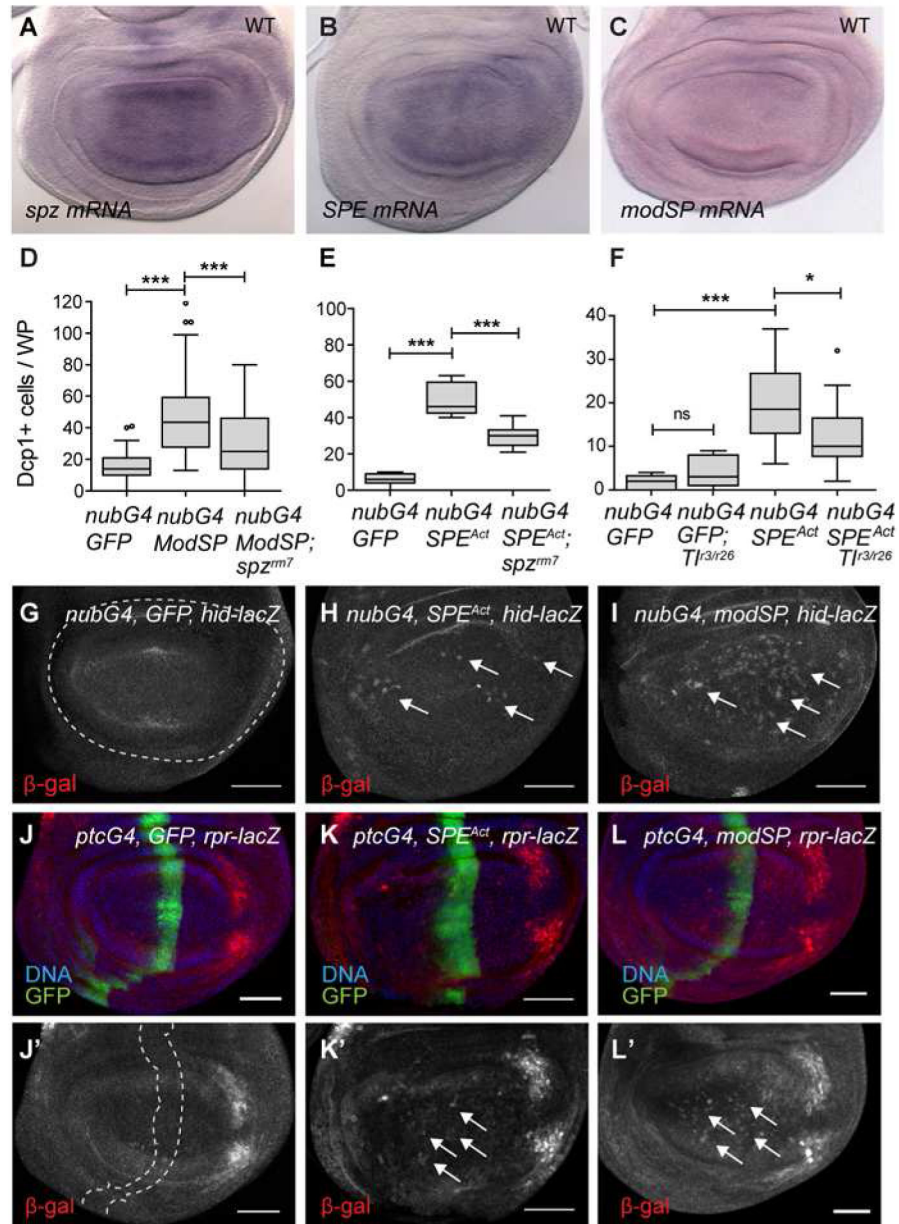 A WT
spz mRNA
B WT
SPE mRNA
C WT
modSP mRNA
D
Dcp1+ cells / WP
120
100
80
60
40
20
0
*** ***
nubG4 GFP
nubG4 ModSP
nubG4 ModSP; spz^rm7
E
100
80
60
40
20
0
*** ***
nubG4 GFP
nubG4 SPE^Act
nubG4 SPE^Act; spz^rm7
F
40
30
20
10
0
ns *** *
nubG4 GFP
nubG4 GFP; Tl^r3/r26
nubG4 SPE^Act
nubG4 SPE^Act Tl^r3/r26
G nubG4, GFP, hid-lacZ
β-gal
H nubG4, SPE^Act, hid-lacZ
I nubG4, modSP, hid-lacZ
J ptcG4, GFP, rpr-lacZ
DNA
GFP
K ptcG4, SPE^Act, rpr-lacZ
DNA
GFP
L ptcG4, modSP, rpr-lacZ
DNA
GFP
J'
β-gal
K'
β-gal
L'
β-gal